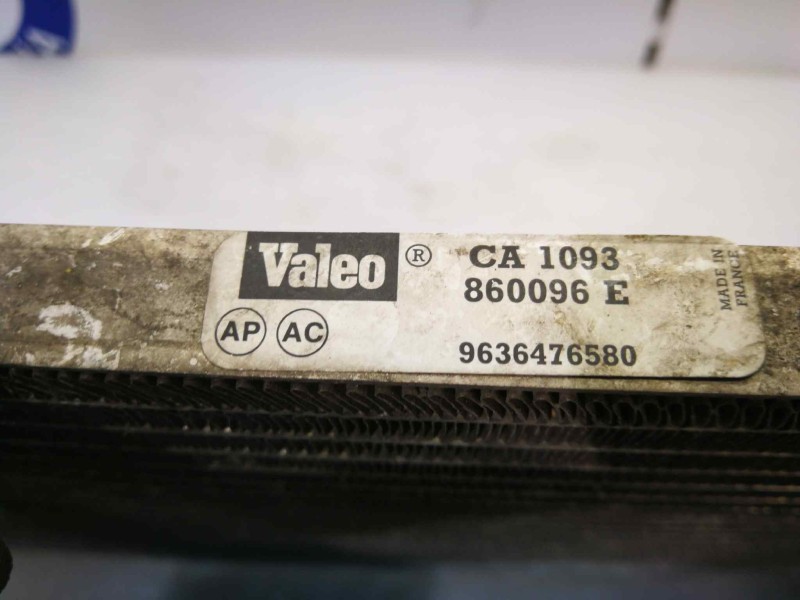 Valeo ® CA 1093
860096 E
AP AC
9636476580
MADE IN
FRANCE